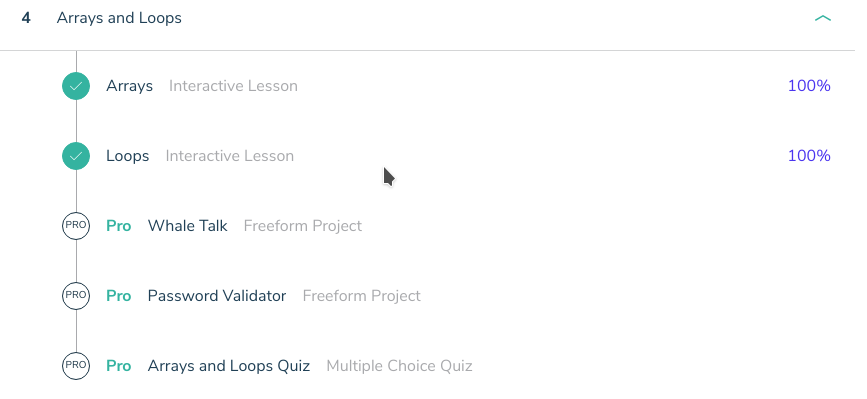 4 Arrays and Loops
Arrays Interactive Lesson 100%
Loops Interactive Lesson 100%
PRO Pro Whale Talk Freeform Project
PRO Pro Password Validator Freeform Project
PRO Pro Arrays and Loops Quiz Multiple Choice Quiz